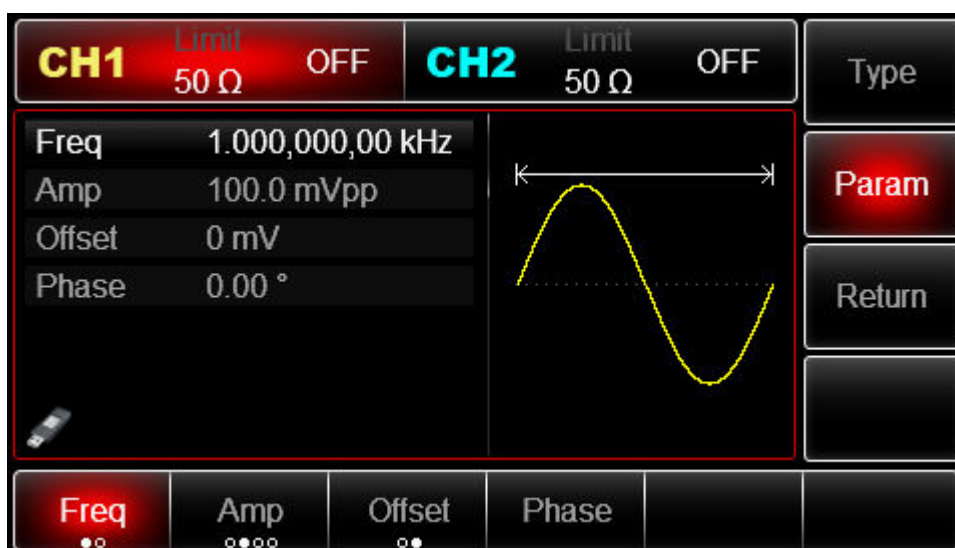 CH1 Limit 50 Ω OFF
CH2 Limit 50 Ω OFF
Type
Freq 1.000,000,00 kHz
Amp 100.0 mVpp
Offset 0 mV
Phase 0.00 °
Param
Return
Freq Amp Offset Phase